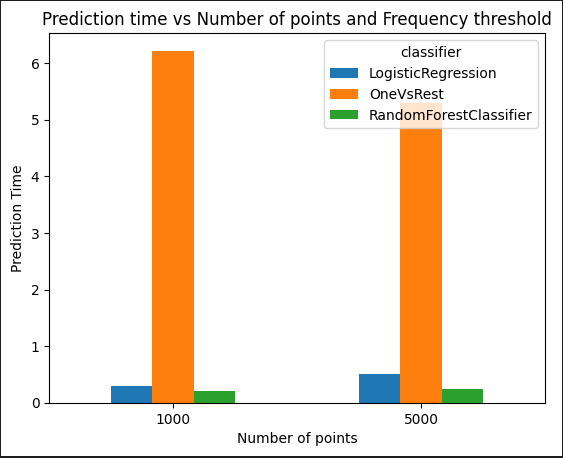 Prediction time vs Number of points and Frequency threshold
classifier
LogisticRegression
OneVsRest
RandomForestClassifier
Prediction Time
6
5
4
3
2
1
0
1000 5000
Number of points